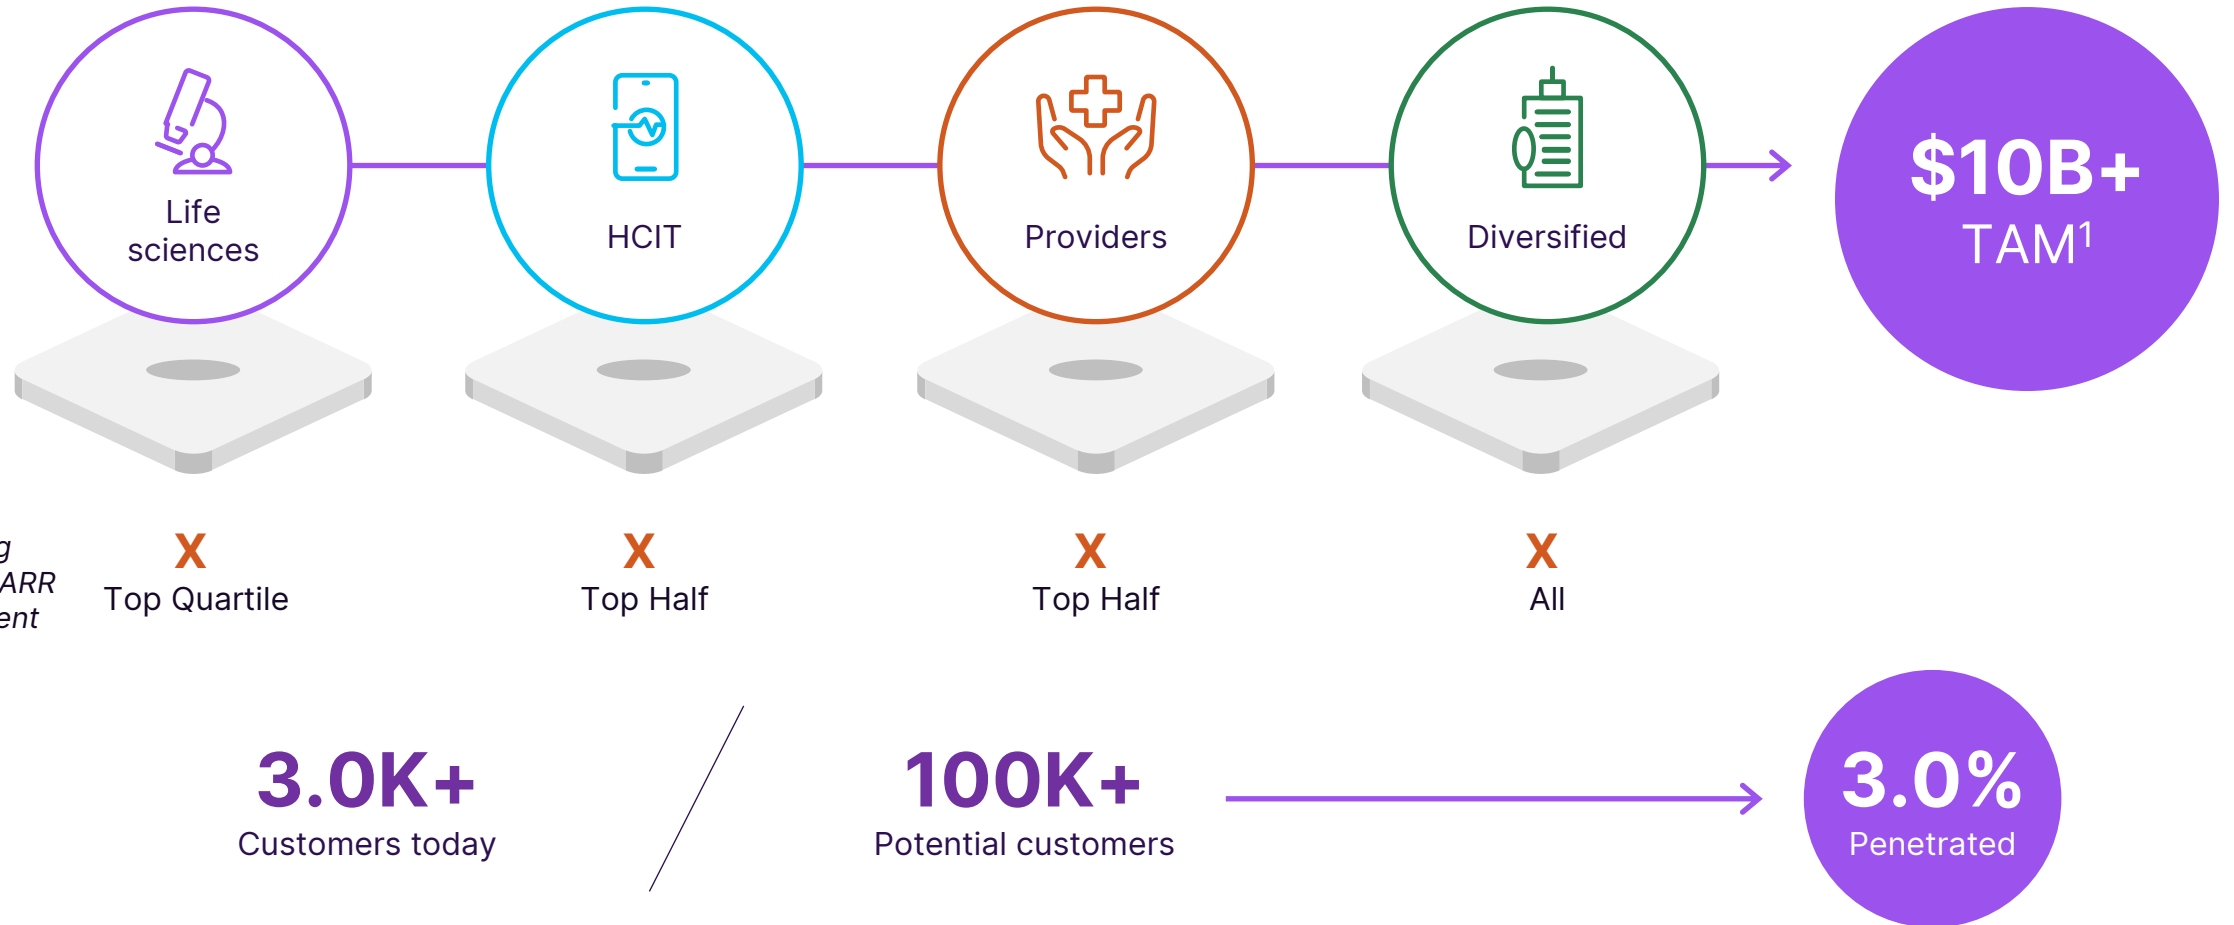 Life
sciences
HCIT
Providers
Diversified
$10B+
TAM¹
ARR
X
Top Quartile
X
Top Half
X
Top Half
X
All
3.0K+
Customers today
100K+
Potential customers
3.0%
Penetrated